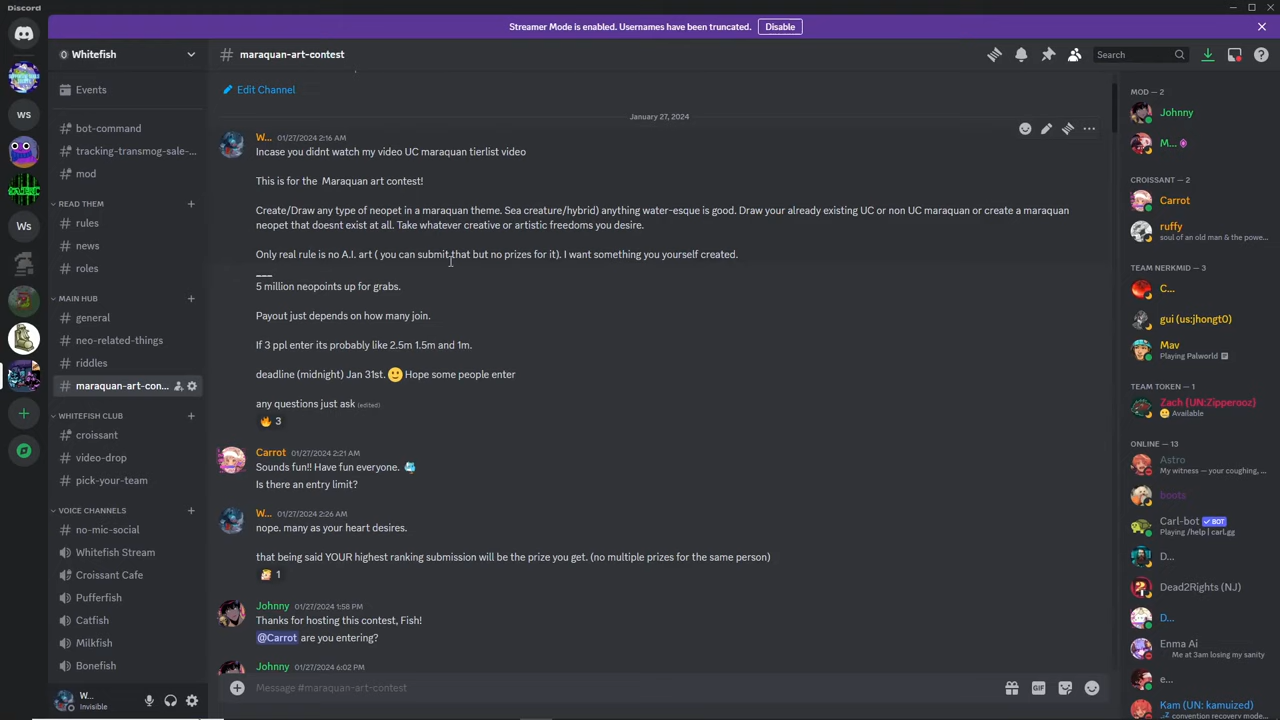 Discord
Streamer Mode is enabled. Usernames have been truncated. Disable
Whitefish
# maraquan-art-contest
Search
Events
bot-command
tracking-transmog-sale-...
mod
READ THEM
rules
news
roles
MAIN HUB
general
neo-related-things
riddles
maraquan-art-con...
WHITEFISH CLUB
croissant
video-drop
pick-your-team
VOICE CHANNELS
no-mic-social
Whitefish Stream
Croissant Cafe
Pufferfish
Catfish
Milkfish
Bonefish
W...
Invisible
WS
Ws
Edit Channel
January 27, 2024
W... 01/27/2024 2:16 AM
Incase you didnt watch my video UC maraquan tierlist video
This is for the Maraquan art contest!
Create/Draw any type of neopet in a maraquan theme. Sea creature/hybrid) anything water-esque is good. Draw your already existing UC or non UC maraquan or create a maraquan
neopet that doesnt exist at all. Take whatever creative or artistic freedoms you desire.
Only real rule is no A.I. art ( you can submit that but no prizes for it). I want something you yourself created.
___
5 million neopoints up for grabs.
Payout just depends on how many join.
If 3 ppl enter its probably like 2.5m 1.5m and 1m.
deadline (midnight) Jan 31st. 🙂 Hope some people enter
any questions just ask (edited)
🔥 3
Carrot 01/27/2024 2:21 AM
Sounds fun!! Have fun everyone.
Is there an entry limit?
W... 01/27/2024 2:26 AM
nope. many as your heart desires.
that being said YOUR highest ranking submission will be the prize you get. (no multiple prizes for the same person)
1
Johnny 01/27/2024 1:58 PM
Thanks for hosting this contest, Fish!
@Carrot are you entering?
Johnny 01/27/2024 6:02 PM
Message #maraquan-art-contest
GIF
MOD — 2
Johnny
M...
CROISSANT — 2
Carrot
ruffy
soul of an old man - the power...
TEAM NERKMID — 3
C...
gui (us:jhongt0)
Mav
Playing Palworld
TEAM TOKEN — 1
Zach (UN:Zipperooz)
Available
ONLINE — 13
Astro
My witness — your coughing, ...
boots
Carl-bot BOT
Playing /help | carl.gg
D...
Dead2Rights (NJ)
D...
Enma Ai
Me at 3am losing my sanity
e...
Kam (UN: kamuized)
convention recovery mode...